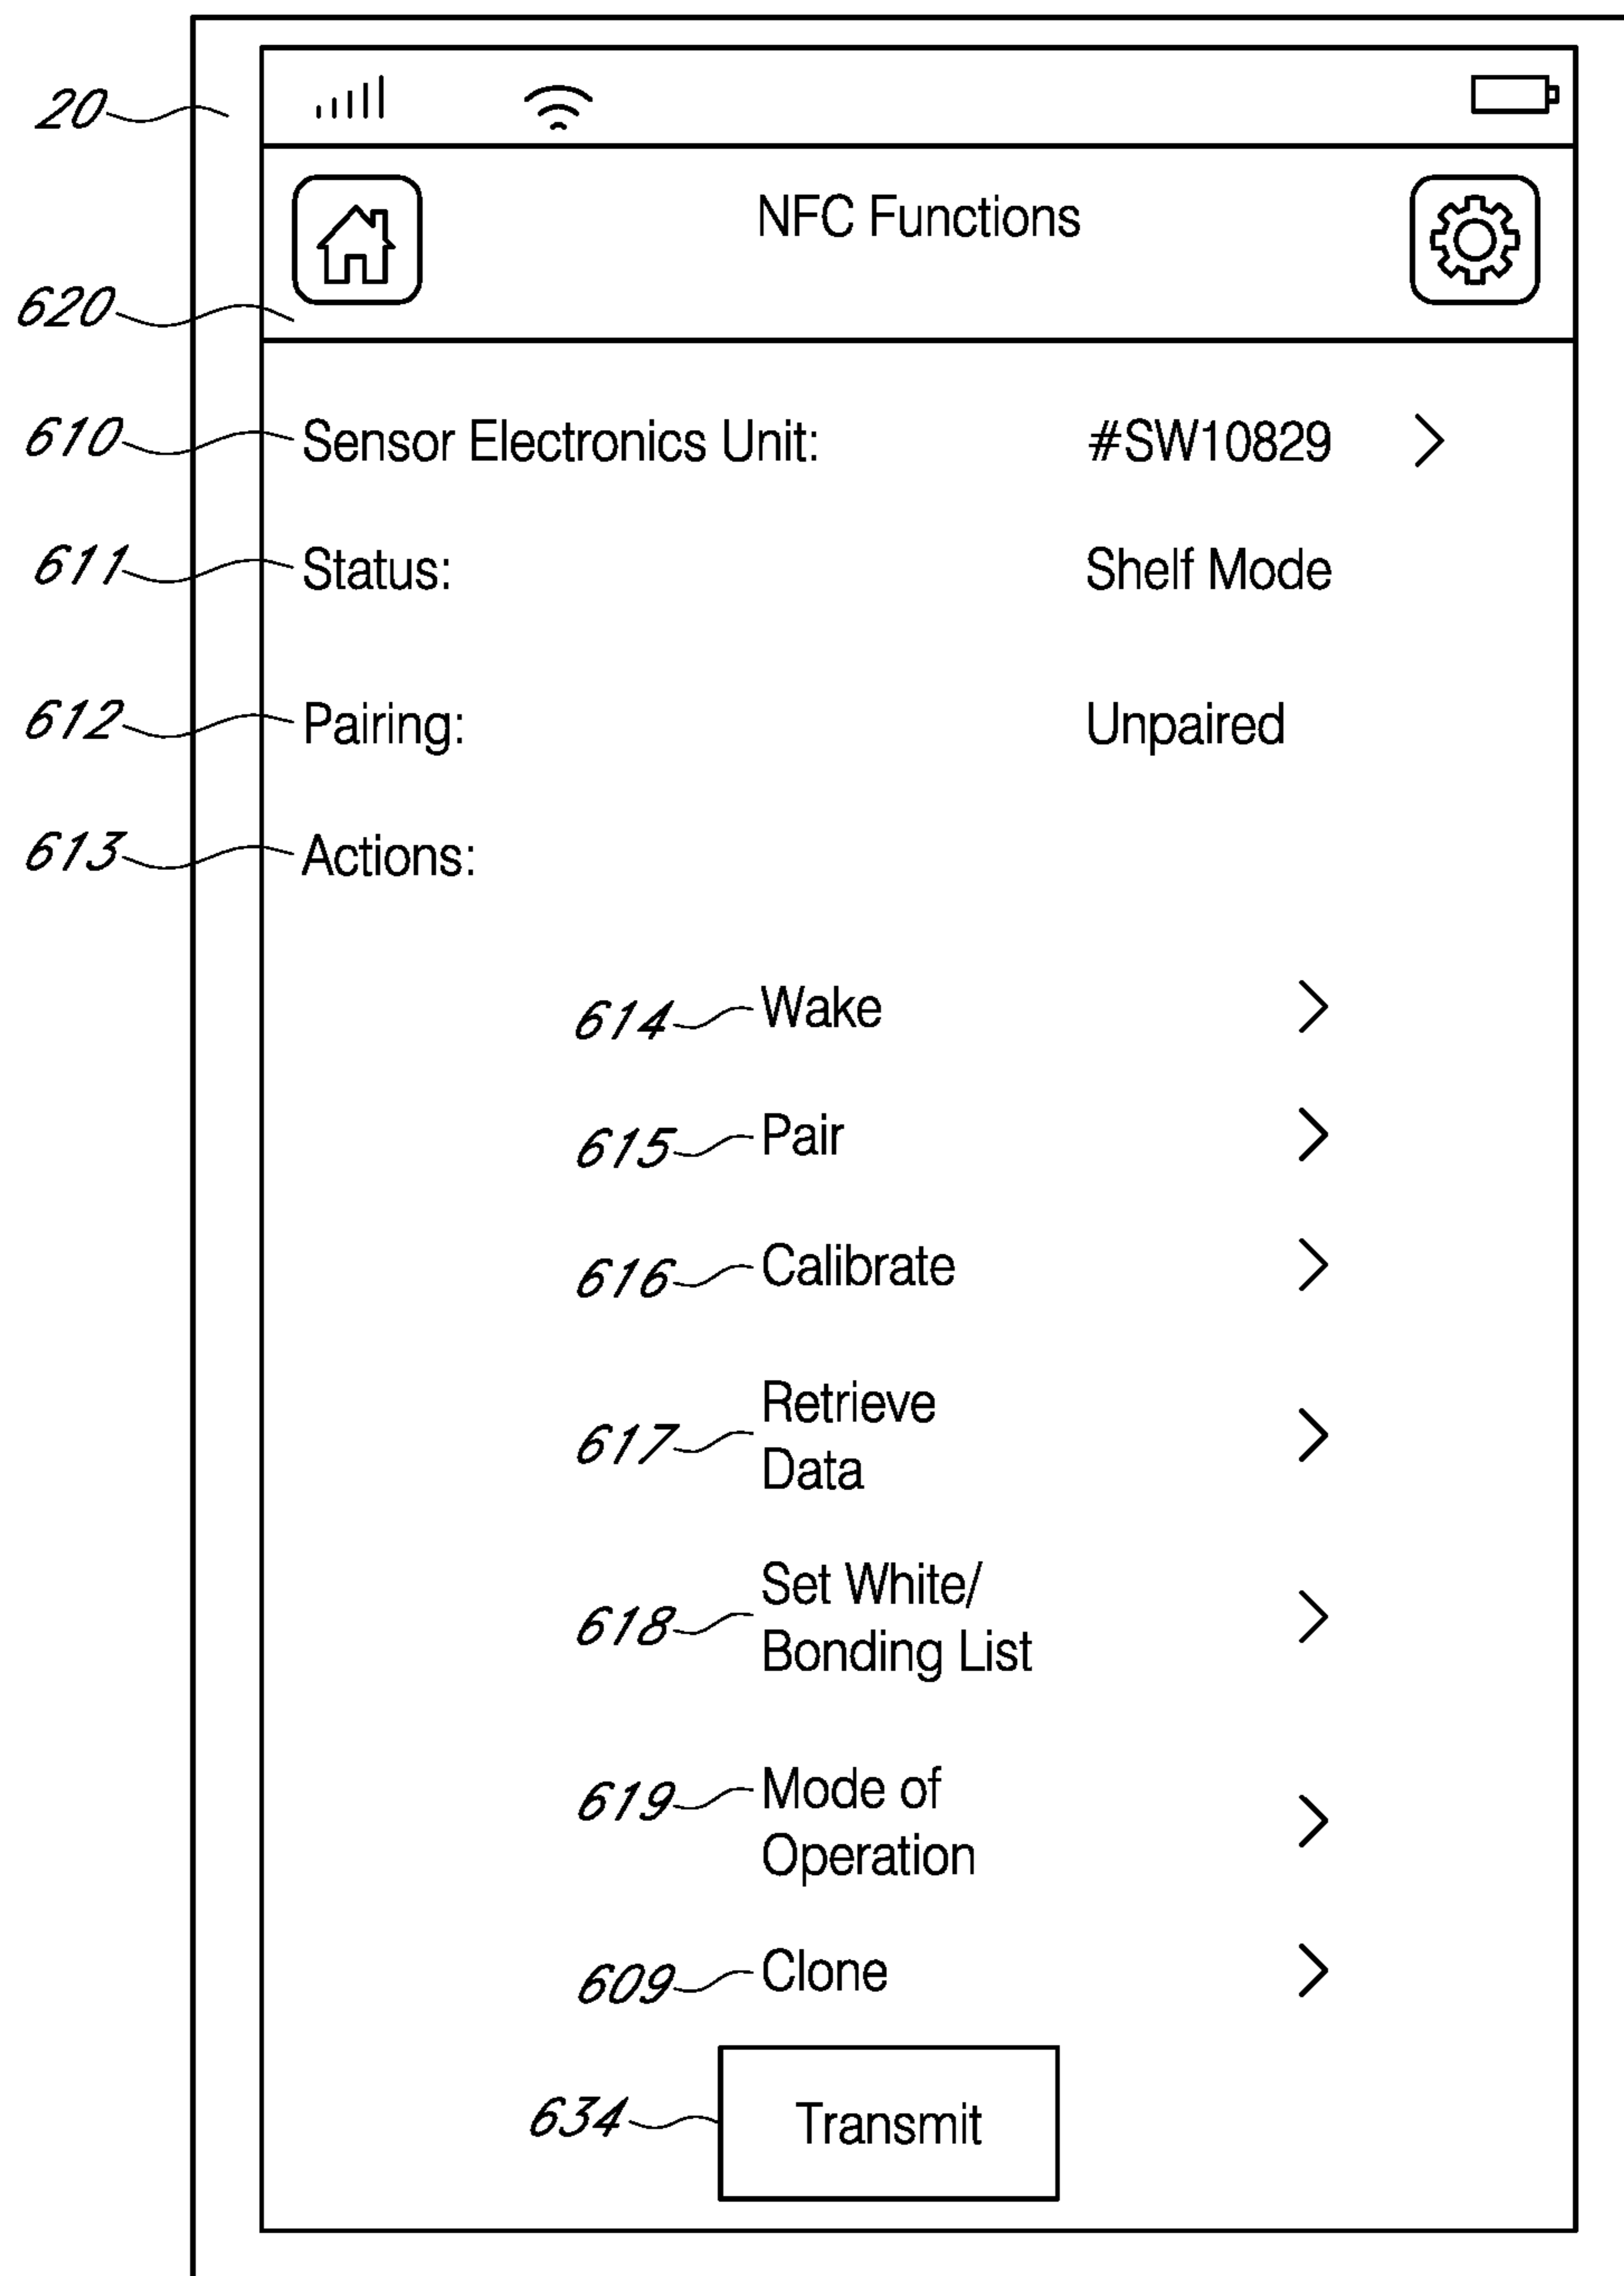 20
NFC Functions
620
610 Sensor Electronics Unit: #SW10829
611 Status: Shelf Mode
612 Pairing: Unpaired
613 Actions:
614 Wake
615 Pair
616 Calibrate
617 Retrieve
Data
618 Set White/
Bonding List
619 Mode of
Operation
609 Clone
634 Transmit